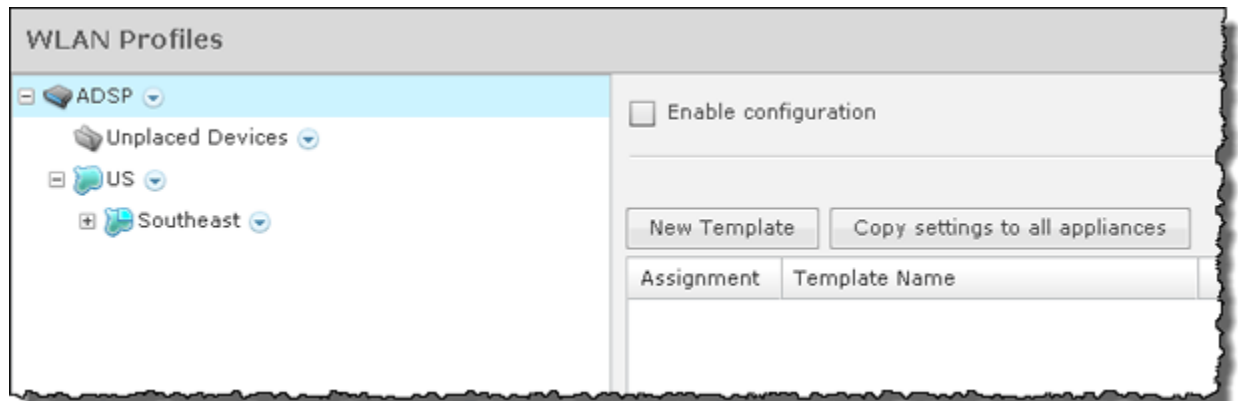 WLAN Profiles
ADSP
Unplaced Devices
US
Southeast
Enable configuration
New Template
Copy settings to all appliances
Assignment
Template Name